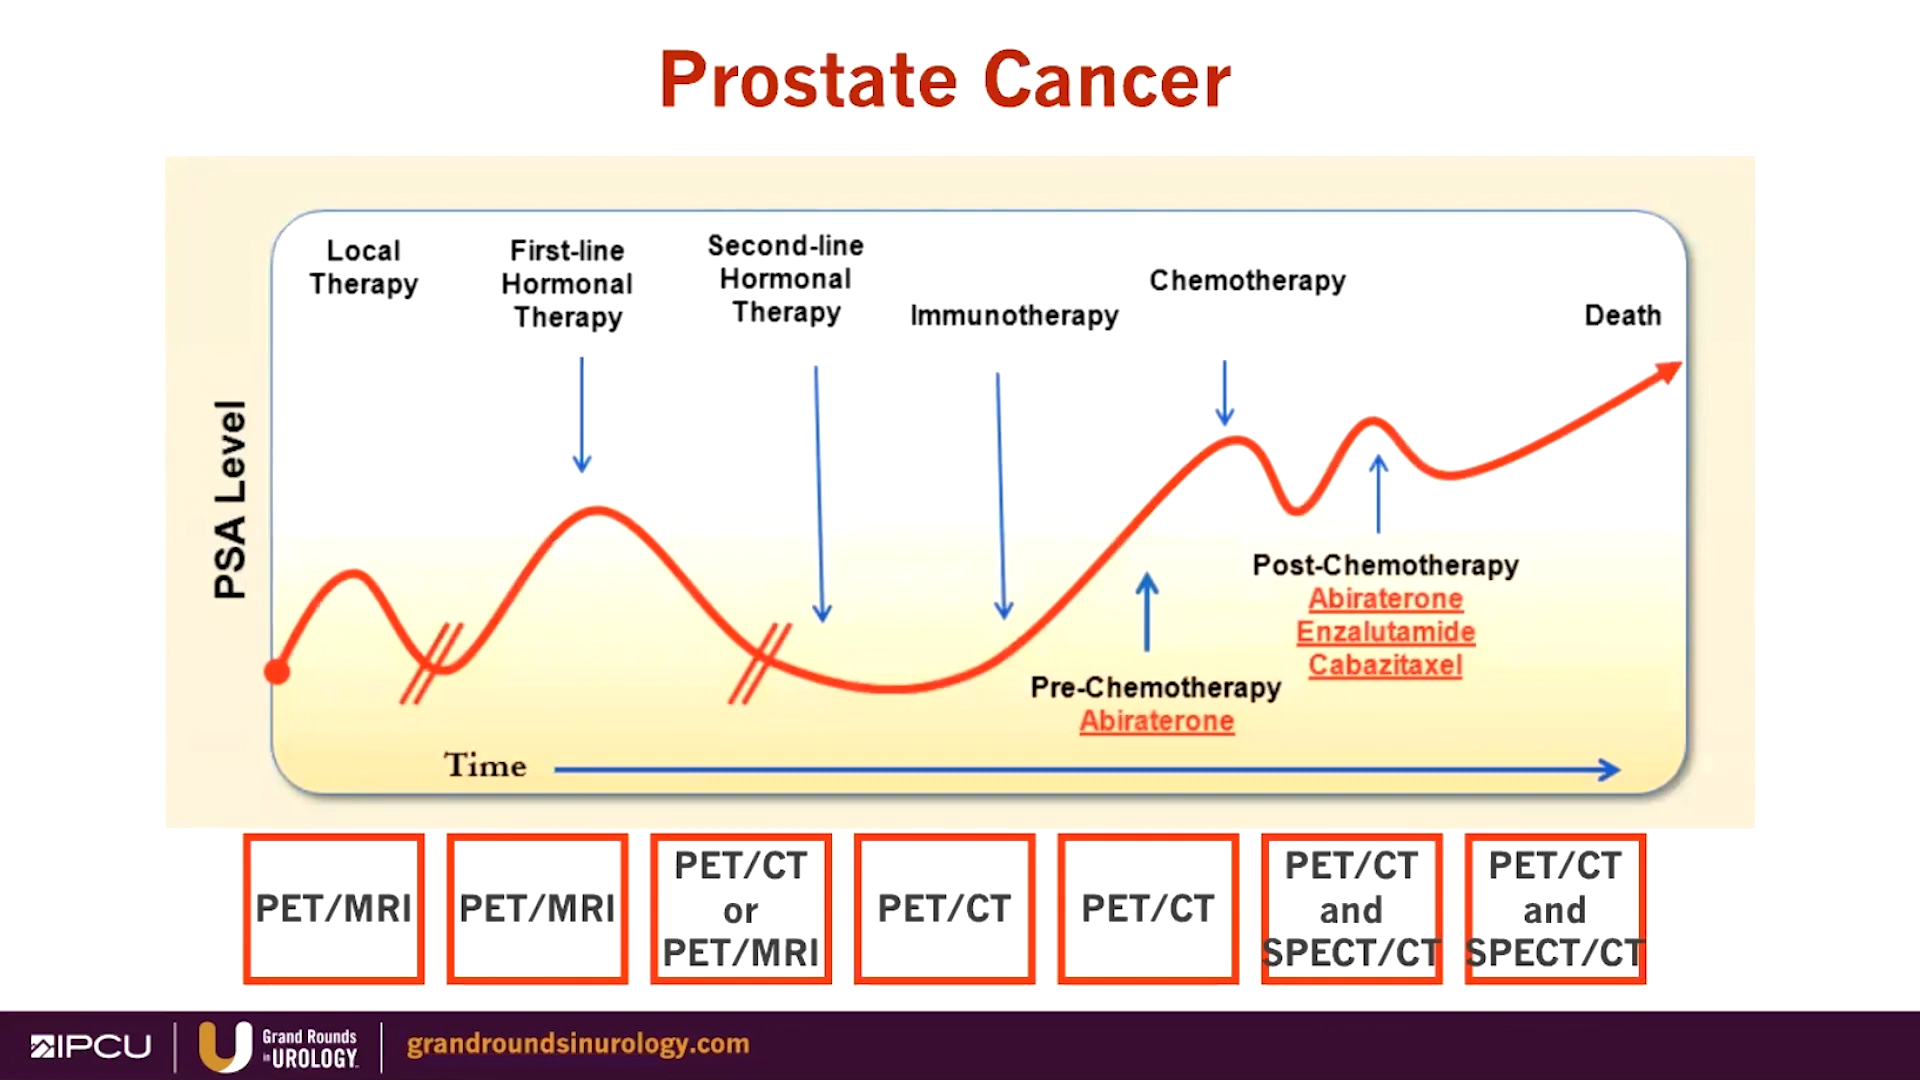 Prostate Cancer
Local
Therapy
First-line
Hormonal
Therapy
Second-line
Hormonal
Therapy
Immunotherapy
Chemotherapy
Death
PSA Level
Post-Chemotherapy
Abiraterone
Enzalutamide
Cabazitaxel
Pre-Chemotherapy
Abiraterone
Time
PET/MRI
PET/MRI
PET/CT
or
PET/MRI
PET/CT
PET/CT
PET/CT
and
SPECT/CT
PET/CT
and
SPECT/CT
IPCU
Grand Rounds
in UROLOGY
grandroundsinurology.com